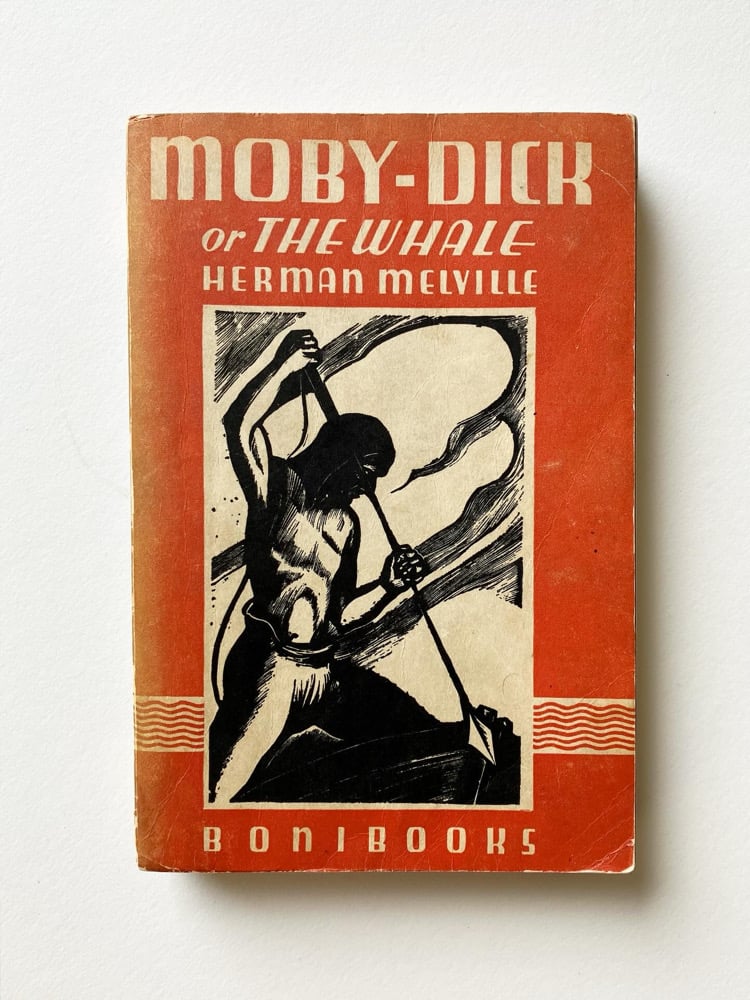 MOBY-DICK
or THE WHALE
HERMAN MELVILLE
BONIBOOKS